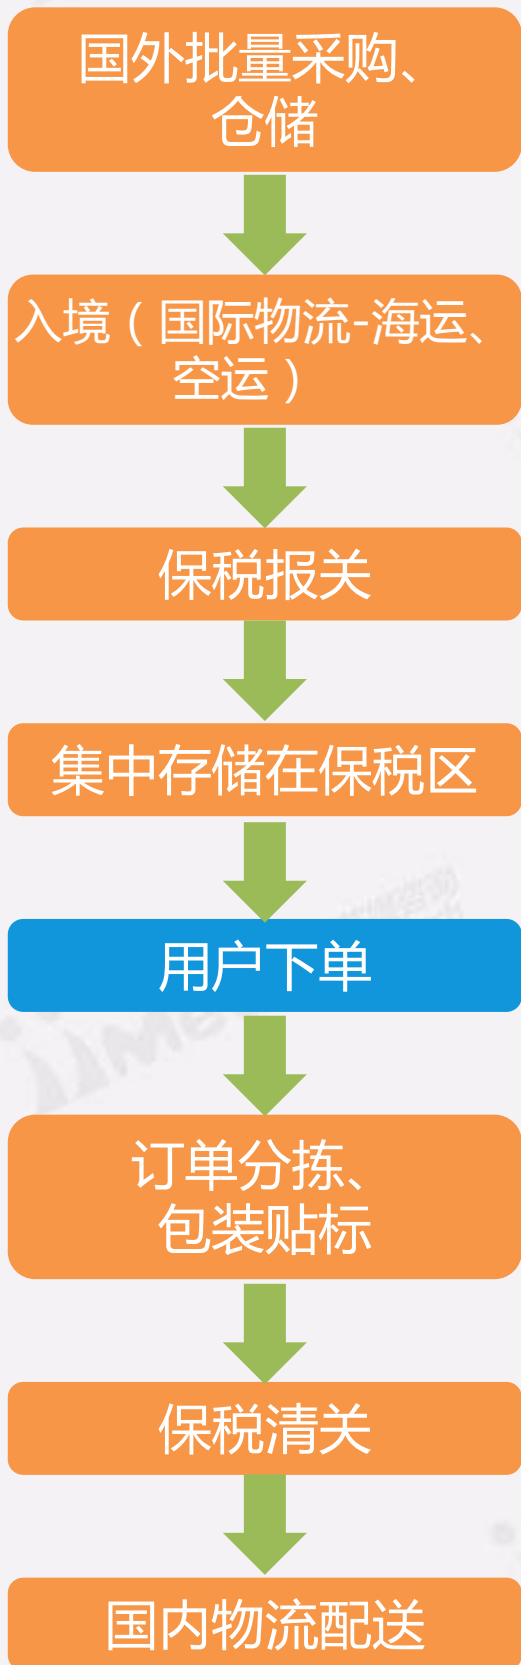 国外批量采购、
仓储
入境（国际物流-海运、
空运）
保税报关
集中存储在保税区
用户下单
订单分拣、
包装贴标
保税清关
国内物流配送